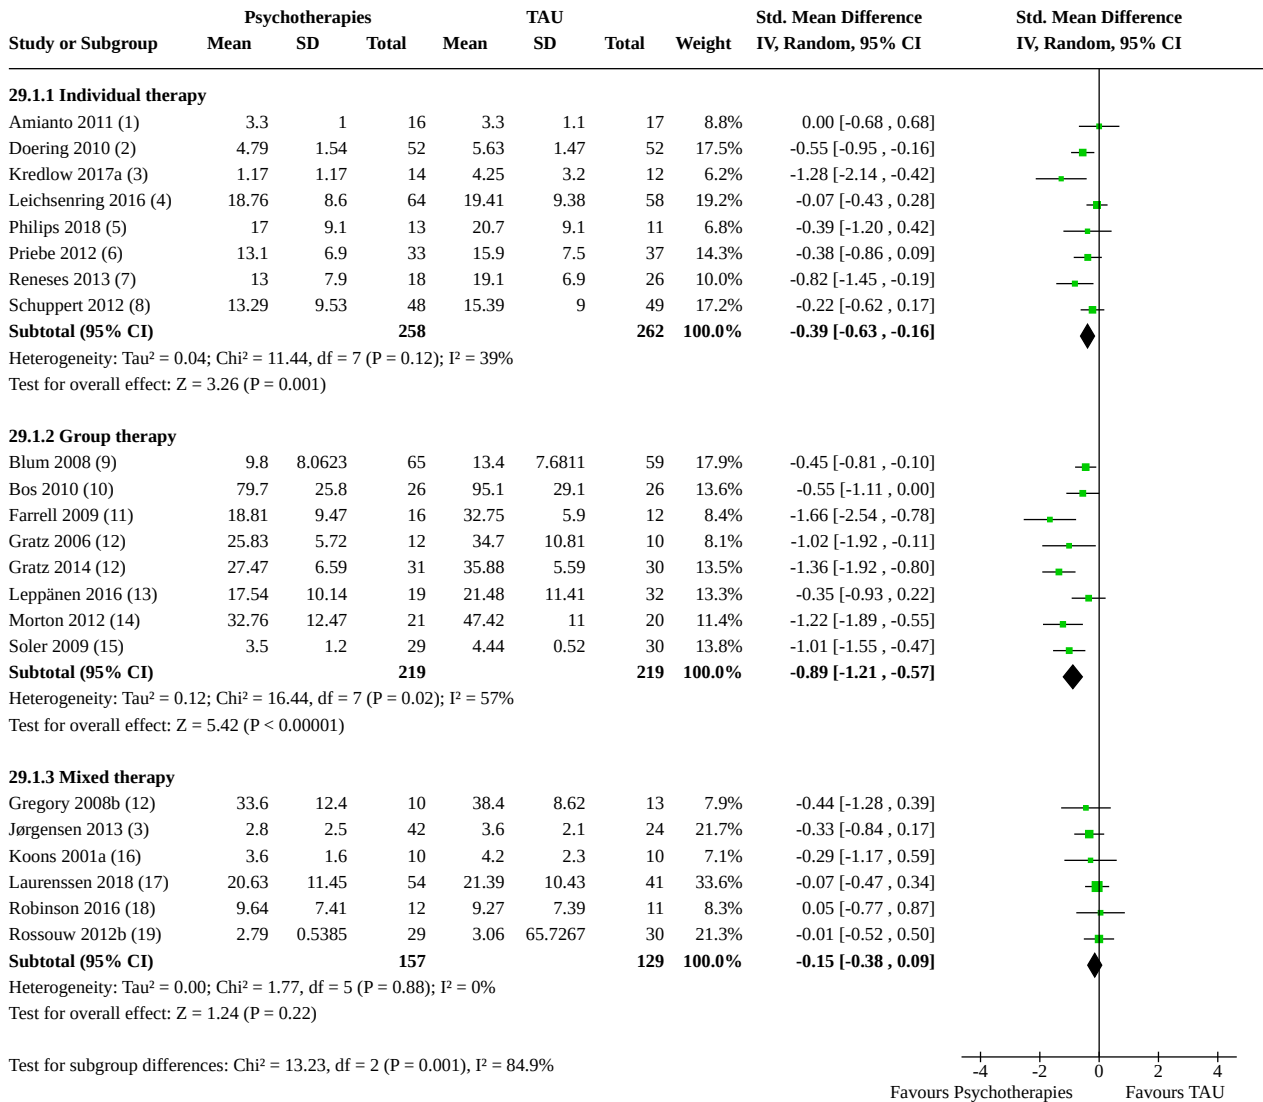 Psychotherapies TAU Std. Mean Difference Std. Mean Difference
Study or Subgroup Mean SD Total Mean SD Total Weight IV, Random, 95% CI IV, Random, 95% CI
29.1.1 Individual therapy
Amianto 2011 (1) 3.3 1 16 3.3 1.1 17 8.8% 0.00 [-0.68 , 0.68]
Doering 2010 (2) 4.79 1.54 52 5.63 1.47 52 17.5% -0.55 [-0.95 , -0.16]
Kredlow 2017a (3) 1.17 1.17 14 4.25 3.2 12 6.2% -1.28 [-2.14 , -0.42]
Leichsenring 2016 (4) 18.76 8.6 64 19.41 9.38 58 19.2% -0.07 [-0.43 , 0.28]
Philips 2018 (5) 17 9.1 13 20.7 9.1 11 6.8% -0.39 [-1.20 , 0.42]
Priebe 2012 (6) 13.1 6.9 33 15.9 7.5 37 14.3% -0.38 [-0.86 , 0.09]
Reneses 2013 (7) 13 7.9 18 19.1 6.9 26 10.0% -0.82 [-1.45 , -0.19]
Schuppert 2012 (8) 13.29 9.53 48 15.39 9 49 17.2% -0.22 [-0.62 , 0.17]
Subtotal (95% CI) 258 262 100.0% -0.39 [-0.63 , -0.16]
Heterogeneity: Tau² = 0.04; Chi² = 11.44, df = 7 (P = 0.12); I² = 39%
Test for overall effect: Z = 3.26 (P = 0.001)
29.1.2 Group therapy
Blum 2008 (9) 9.8 8.0623 65 13.4 7.6811 59 17.9% -0.45 [-0.81 , -0.10]
Bos 2010 (10) 79.7 25.8 26 95.1 29.1 26 13.6% -0.55 [-1.11 , 0.00]
Farrell 2009 (11) 18.81 9.47 16 32.75 5.9 12 8.4% -1.66 [-2.54 , -0.78]
Gratz 2006 (12) 25.83 5.72 12 34.7 10.81 10 8.1% -1.02 [-1.92 , -0.11]
Gratz 2014 (12) 27.47 6.59 31 35.88 5.59 30 13.5% -1.36 [-1.92 , -0.80]
Leppänen 2016 (13) 17.54 10.14 19 21.48 11.41 32 13.3% -0.35 [-0.93 , 0.22]
Morton 2012 (14) 32.76 12.47 21 47.42 11 20 11.4% -1.22 [-1.89 , -0.55]
Soler 2009 (15) 3.5 1.2 29 4.44 0.52 30 13.8% -1.01 [-1.55 , -0.47]
Subtotal (95% CI) 219 219 100.0% -0.89 [-1.21 , -0.57]
Heterogeneity: Tau² = 0.12; Chi² = 16.44, df = 7 (P = 0.02); I² = 57%
Test for overall effect: Z = 5.42 (P < 0.00001)
29.1.3 Mixed therapy
Gregory 2008b (12) 33.6 12.4 10 38.4 8.62 13 7.9% -0.44 [-1.28 , 0.39]
Jørgensen 2013 (3) 2.8 2.5 42 3.6 2.1 24 21.7% -0.33 [-0.84 , 0.17]
Koons 2001a (16) 3.6 1.6 10 4.2 2.3 10 7.1% -0.29 [-1.17 , 0.59]
Laurenssen 2018 (17) 20.63 11.45 54 21.39 10.43 41 33.6% -0.07 [-0.47 , 0.34]
Robinson 2016 (18) 9.64 7.41 12 9.27 7.39 11 8.3% 0.05 [-0.77 , 0.87]
Rossouw 2012b (19) 2.79 0.5385 29 3.06 65.7267 30 21.3% -0.01 [-0.52 , 0.50]
Subtotal (95% CI) 157 129 100.0% -0.15 [-0.38 , 0.09]
Heterogeneity: Tau² = 0.00; Chi² = 1.77, df = 5 (P = 0.88); I² = 0%
Test for overall effect: Z = 1.24 (P = 0.22)
Test for subgroup differences: Chi² = 13.23, df = 2 (P = 0.001), I² = 84.9%
-4 -2 0 2 4
Favours Psychotherapies Favours TAU